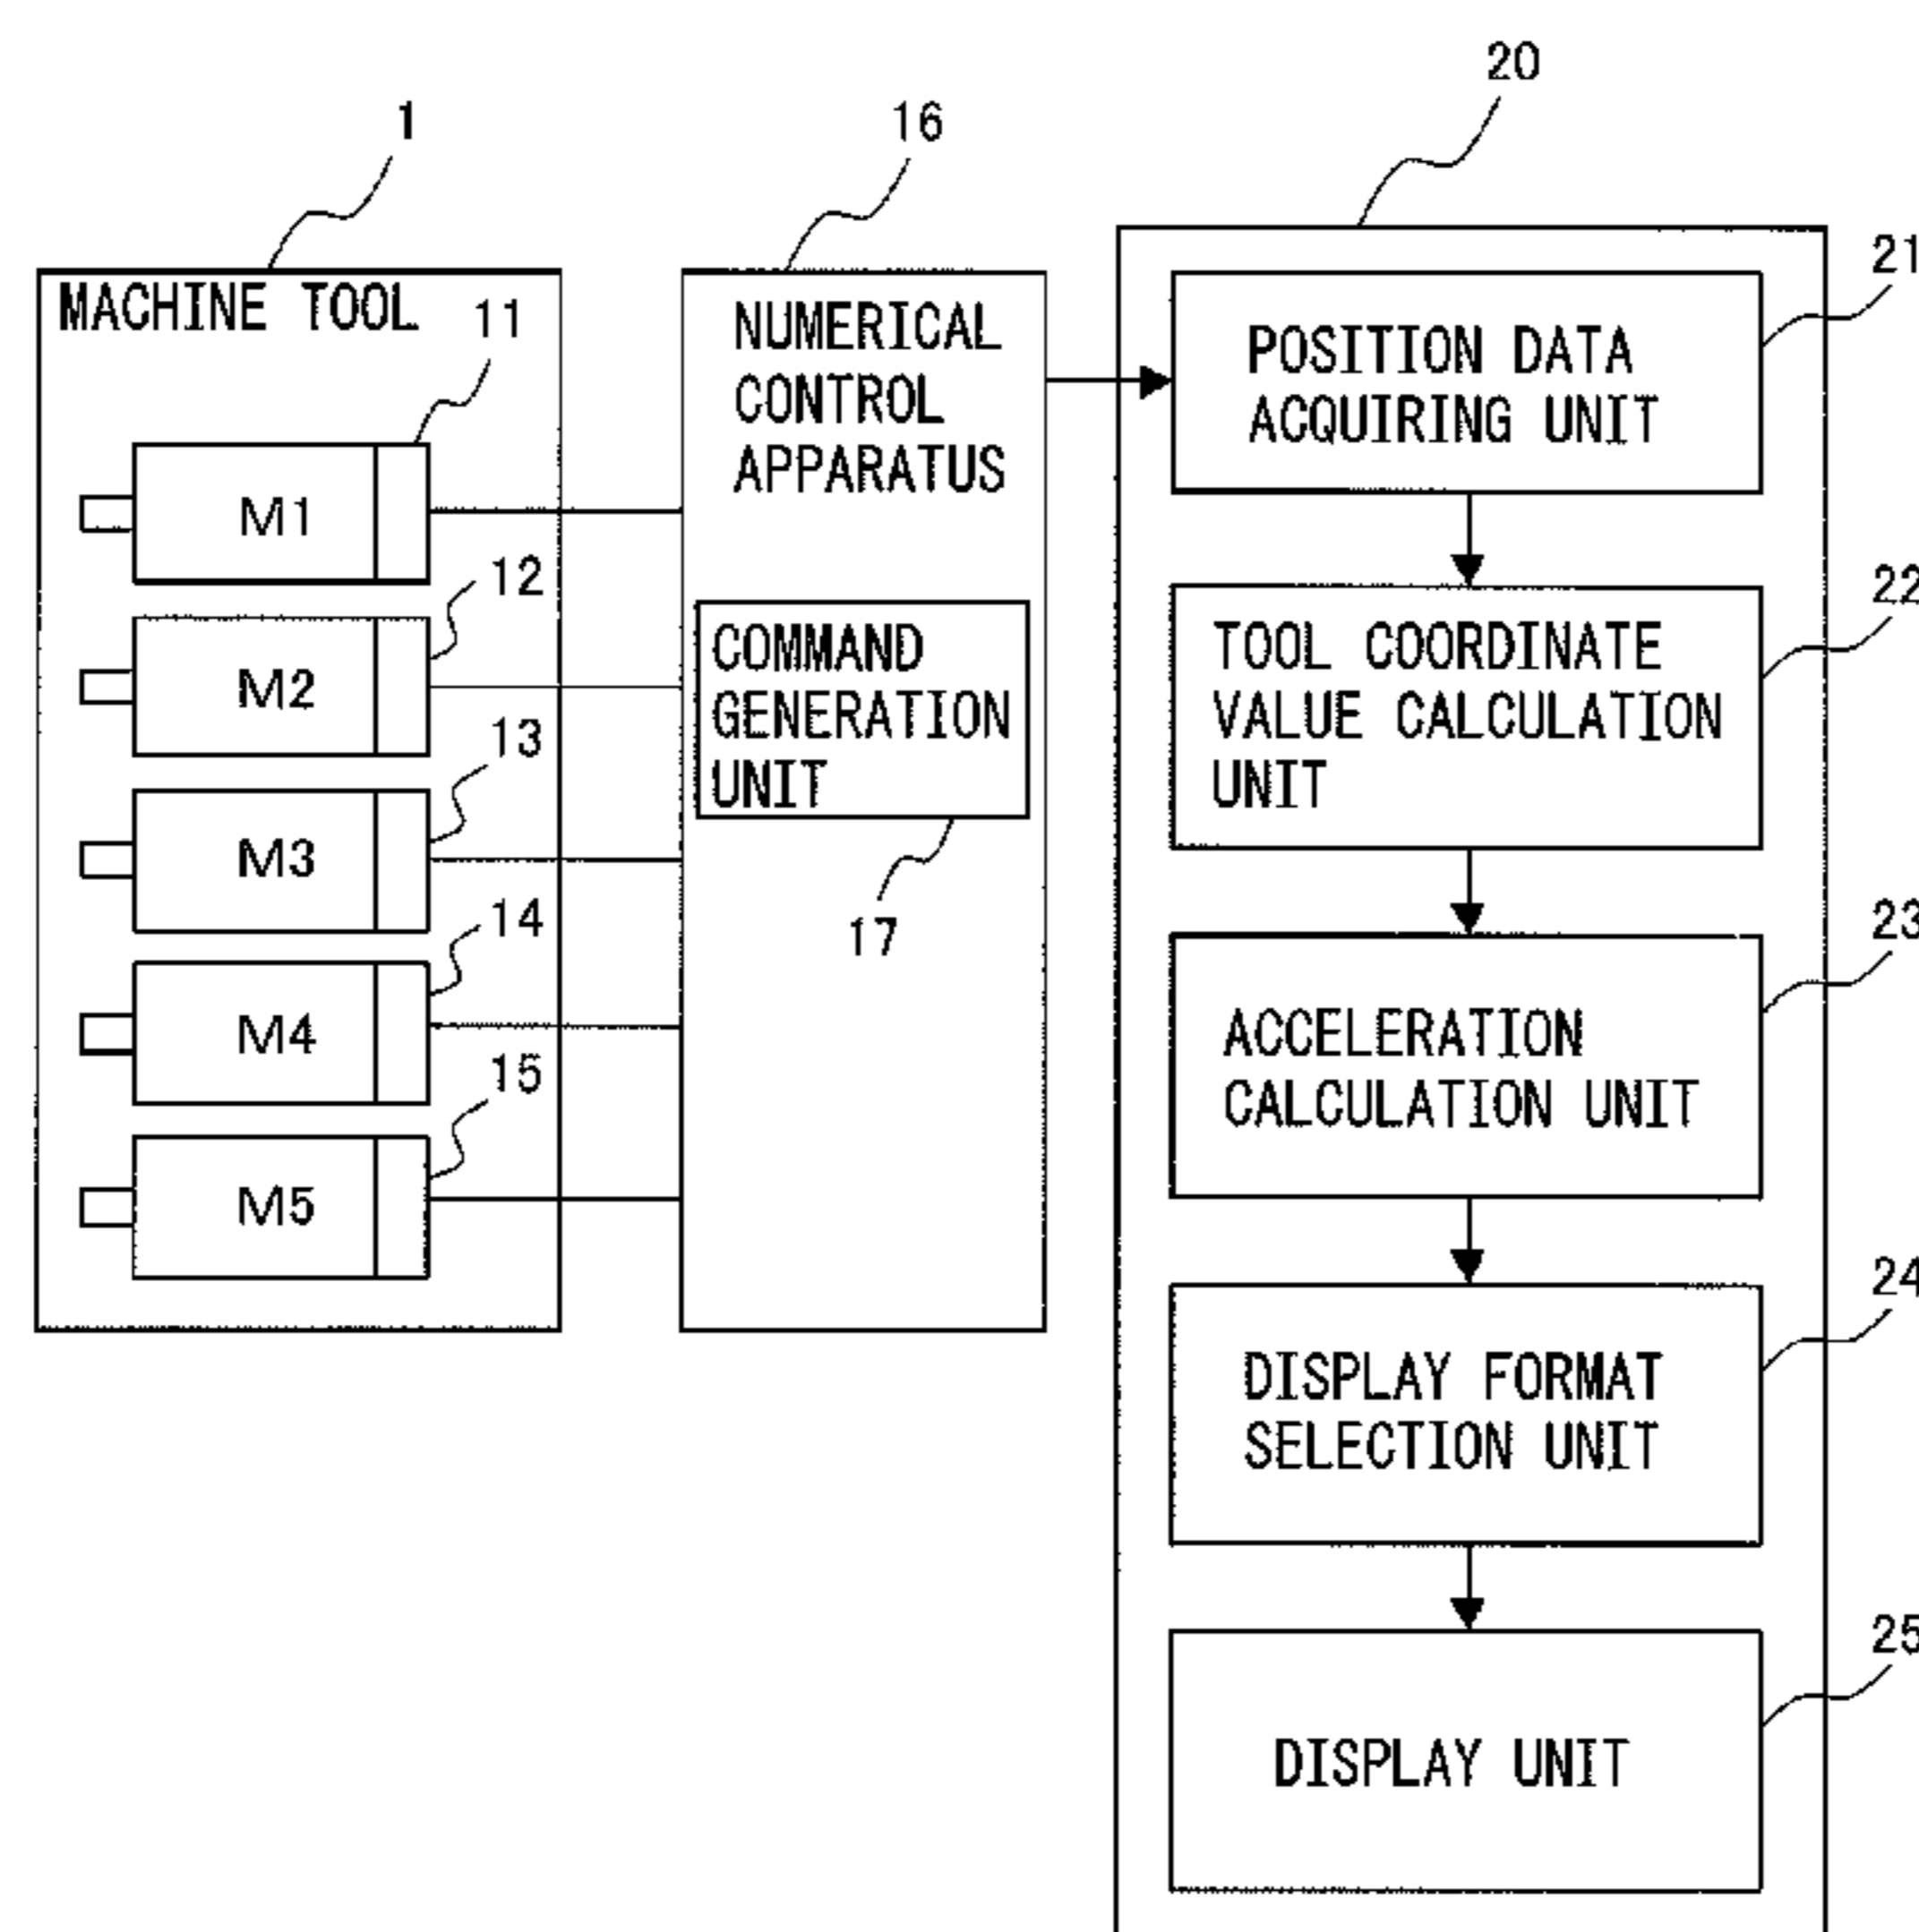 20
1
16
21
MACHINE TOOL
11
NUMERICAL
CONTROL
APPARATUS
POSITION DATA
ACQUIRING UNIT
M1
12
22
M2
COMMAND
GENERATION
UNIT
TOOL COORDINATE
VALUE CALCULATION
UNIT
13
M3
17
14
23
M4
ACCELERATION
CALCULATION UNIT
15
M5
24
DISPLAY FORMAT
SELECTION UNIT
25
DISPLAY UNIT